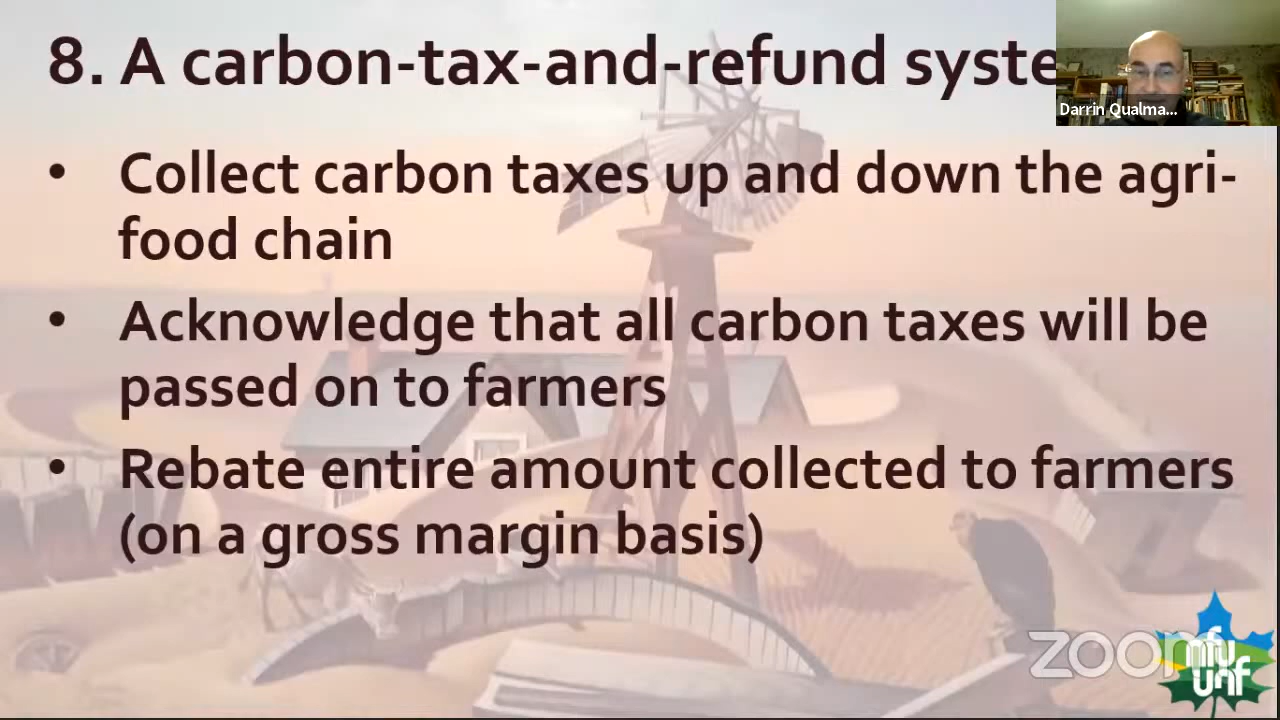 8. A carbon-tax-and-refund syste
Darrin Qualma...
• Collect carbon taxes up and down the agri-
food chain
• Acknowledge that all carbon taxes will be
passed on to farmers
• Rebate entire amount collected to farmers
(on a gross margin basis)
zoom
nfu
unf